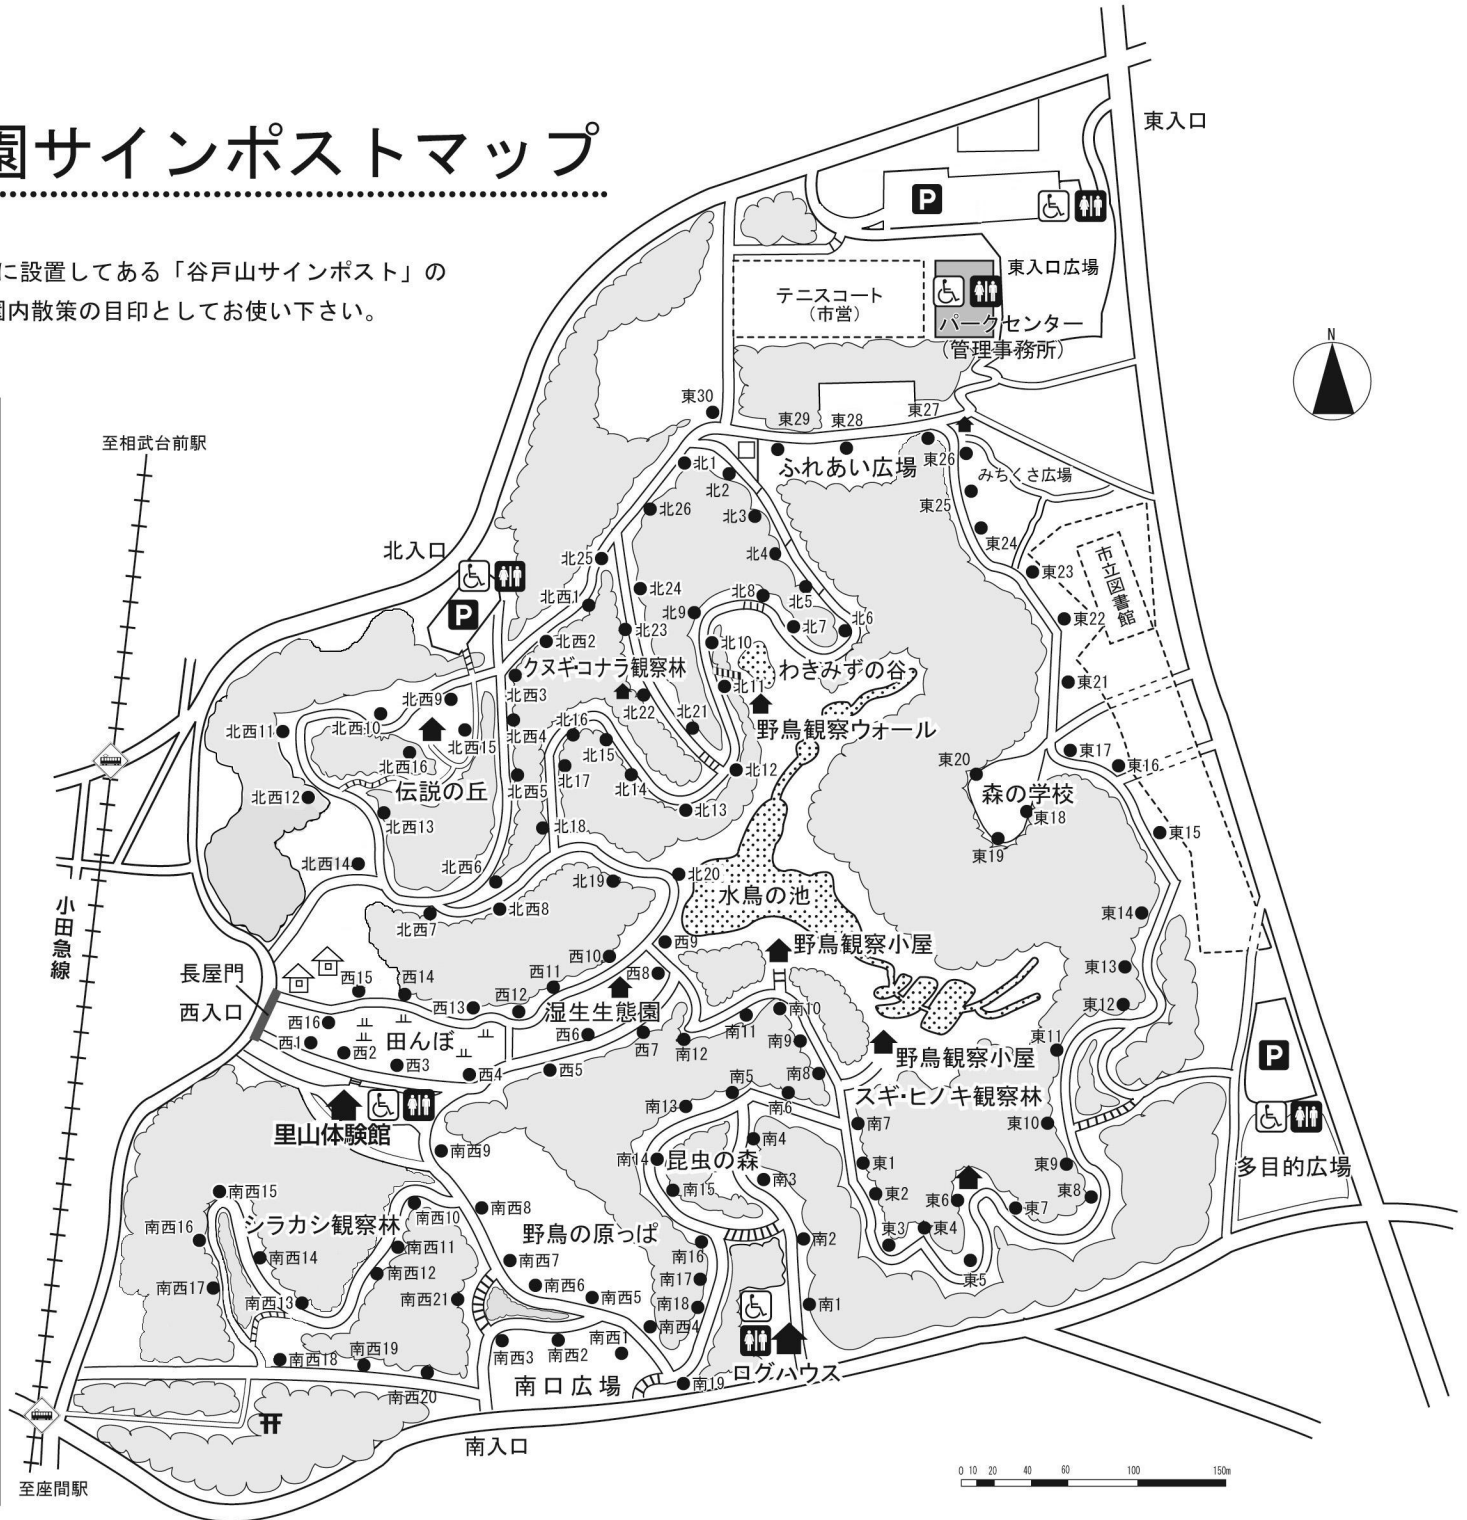 園サインポストマップ
に設置してある「谷戸山サインポスト」の
園内散策の目印としてお使い下さい。
東入口
P
テニスコート
（市営）
東入口広場
パークセンター
（管理事務所）
N
東30
東29
東28
東27
至相武台前駅
北1
北2
ふれあい広場
東26
みちくさ広場
北26
北3
東25
北入口
北25
北4
東24
市立図書館
P
北西1
北24
北8
北5
東23
北9
北6
東22
北西2
北23
北10
北7
クヌギ・コナラ観察林
わきみずの谷
北西3
北11
東21
北西9
北22
北21
北西10
北16
野鳥観察ウォール
北西11
北西15
北西4
北15
東17
北西16
北17
北14
北12
東20
東16
伝説の丘
北西5
森の学校
北西12
北13
東18
北西13
北18
東15
東19
北西14
北西6
北19
北20
水鳥の池
小田急線
北西7
北西8
東14
西9
野鳥観察小屋
長屋門
西10
東13
西15
西14
西11
西8
西入口
西13
西12
湿生生態園
南10
東12
西16
田んぼ
西6
西7
南11
南9
東11
西1
西2
南12
野鳥観察小屋
P
西3
西4
西5
南5
南8
スギ・ヒノキ観察林
南13
南6
里山体験館
南4
南7
東10
南西9
南14
昆虫の森
東1
東9
多目的広場
南西15
南3
南15
東2
東6
東8
南西10
南西8
東7
南西16
シラカシ観察林
野鳥の原っぱ
東3
東4
南西11
南16
南2
南西14
南西7
東5
南西12
南17
南西17
南西6
南西5
南西13
南西21
南18
南1
南西4
南西1
南西19
南西3
南西2
南西18
ログハウス
南西20
南口広場
南19
南入口
至座間駅
0 10 20 40 60 100 150m